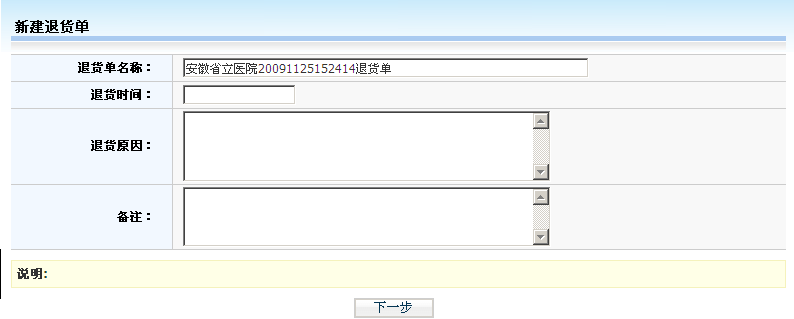 新建退货单
退货单名称：
安徽省立医院20091125152414退货单
退货时间：
退货原因：
备注：
说明:
下一步